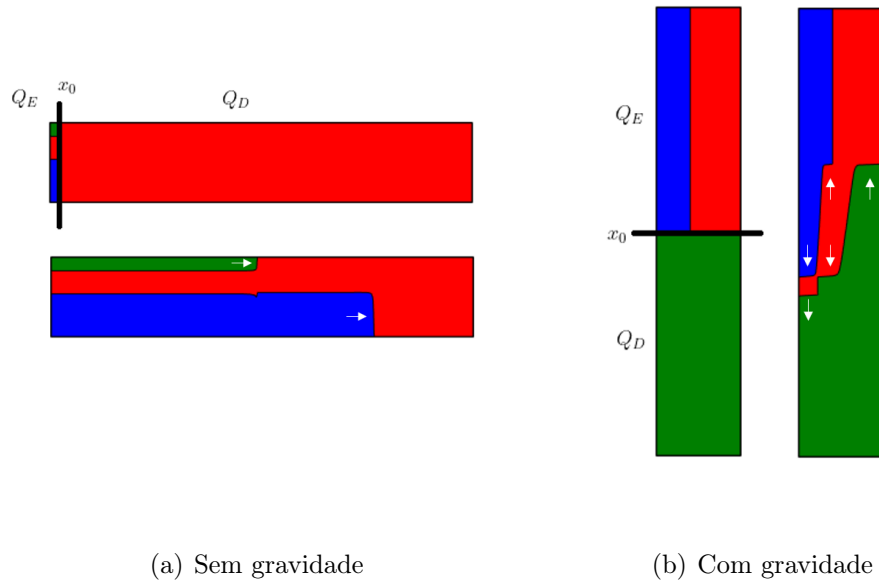 x_0
Q_E
Q_D
Q_E
x_0
Q_D
(a) Sem gravidade
(b) Com gravidade